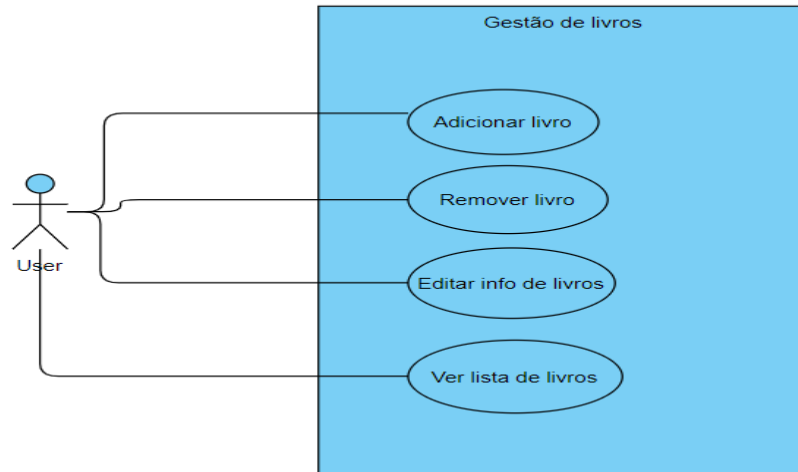 Gestão de livros
Adicionar livro
Remover livro
User
Editar info de livros
Ver lista de livros